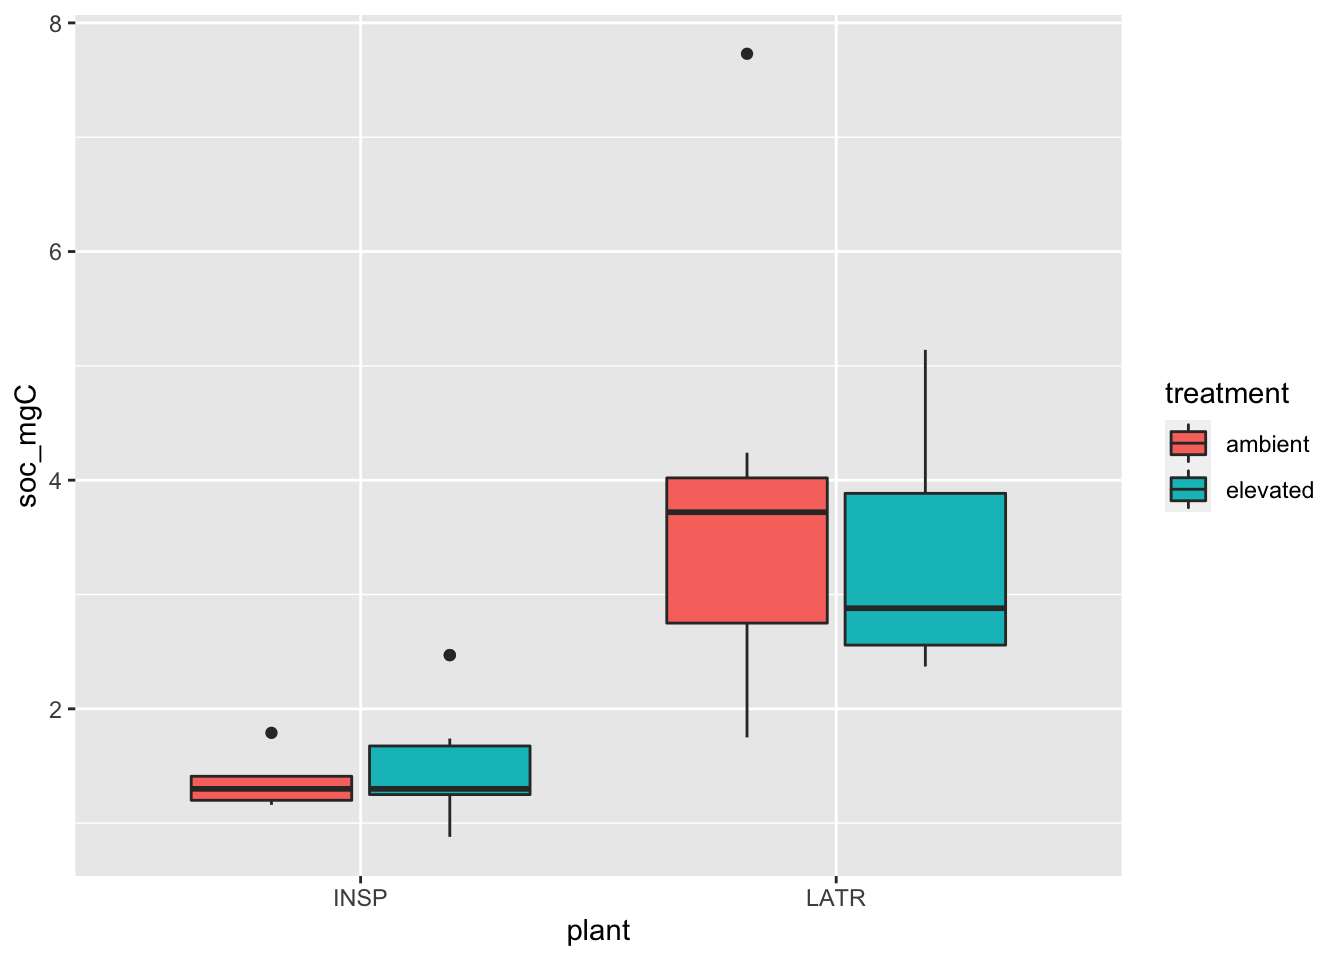 8
6
4
2
soc_mgC
INSP
LATR
plant
treatment
ambient
elevated